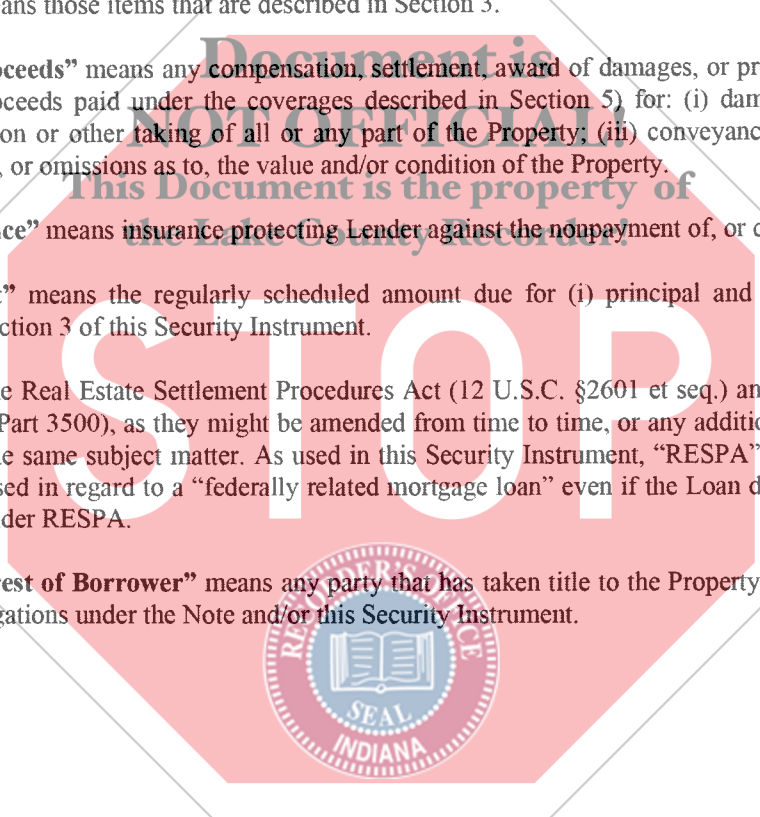 ans those items that are described in Section 3.
Document is
oceeds” means any compensation, settlement, award of damages, or pr
oceeds paid under the coverages described in Section 5) for: (i) dam
NOT OFFICIAL!
on or other taking of all or any part of the Property; (iii) conveyanc
, or omissions as to, the value and/or condition of the Property.
This Document is the property of
the Lake County Recorder!
ce” means insurance protecting Lender against the nonpayment of, or d
t” means the regularly scheduled amount due for (i) principal and
ction 3 of this Security Instrument.
STOP
e Real Estate Settlement Procedures Act (12 U.S.C. §2601 et seq.) an
Part 3500), as they might be amended from time to time, or any additio
e same subject matter. As used in this Security Instrument, “RESPA”
sed in regard to a “federally related mortgage loan” even if the Loan d
der RESPA.
rest of Borrower” means any party that has taken title to the Property
gations under the Note and/or this Security Instrument.
RECORDER'S OFFICE
SEAL
INDIANA